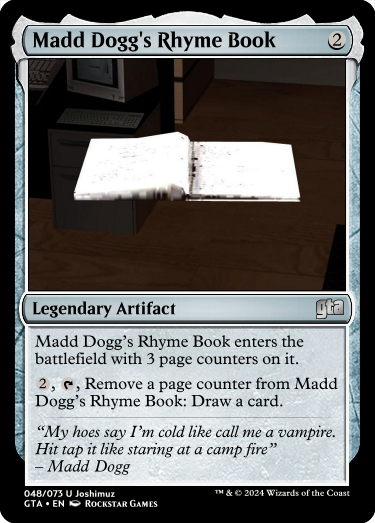 Madd Dogg's Rhyme Book 2
Legendary Artifact gta
Madd Dogg's Rhyme Book enters the
battlefield with 3 page counters on it.
2, , Remove a page counter from Madd
Dogg's Rhyme Book: Draw a card.
“My hoes say I'm cold like call me a vampire.
Hit tap it like staring at a camp fire”
– Madd Dogg
048/073 U Joshimuz
GTA • EN Rockstar Games
™ & © 2024 Wizards of the Coast